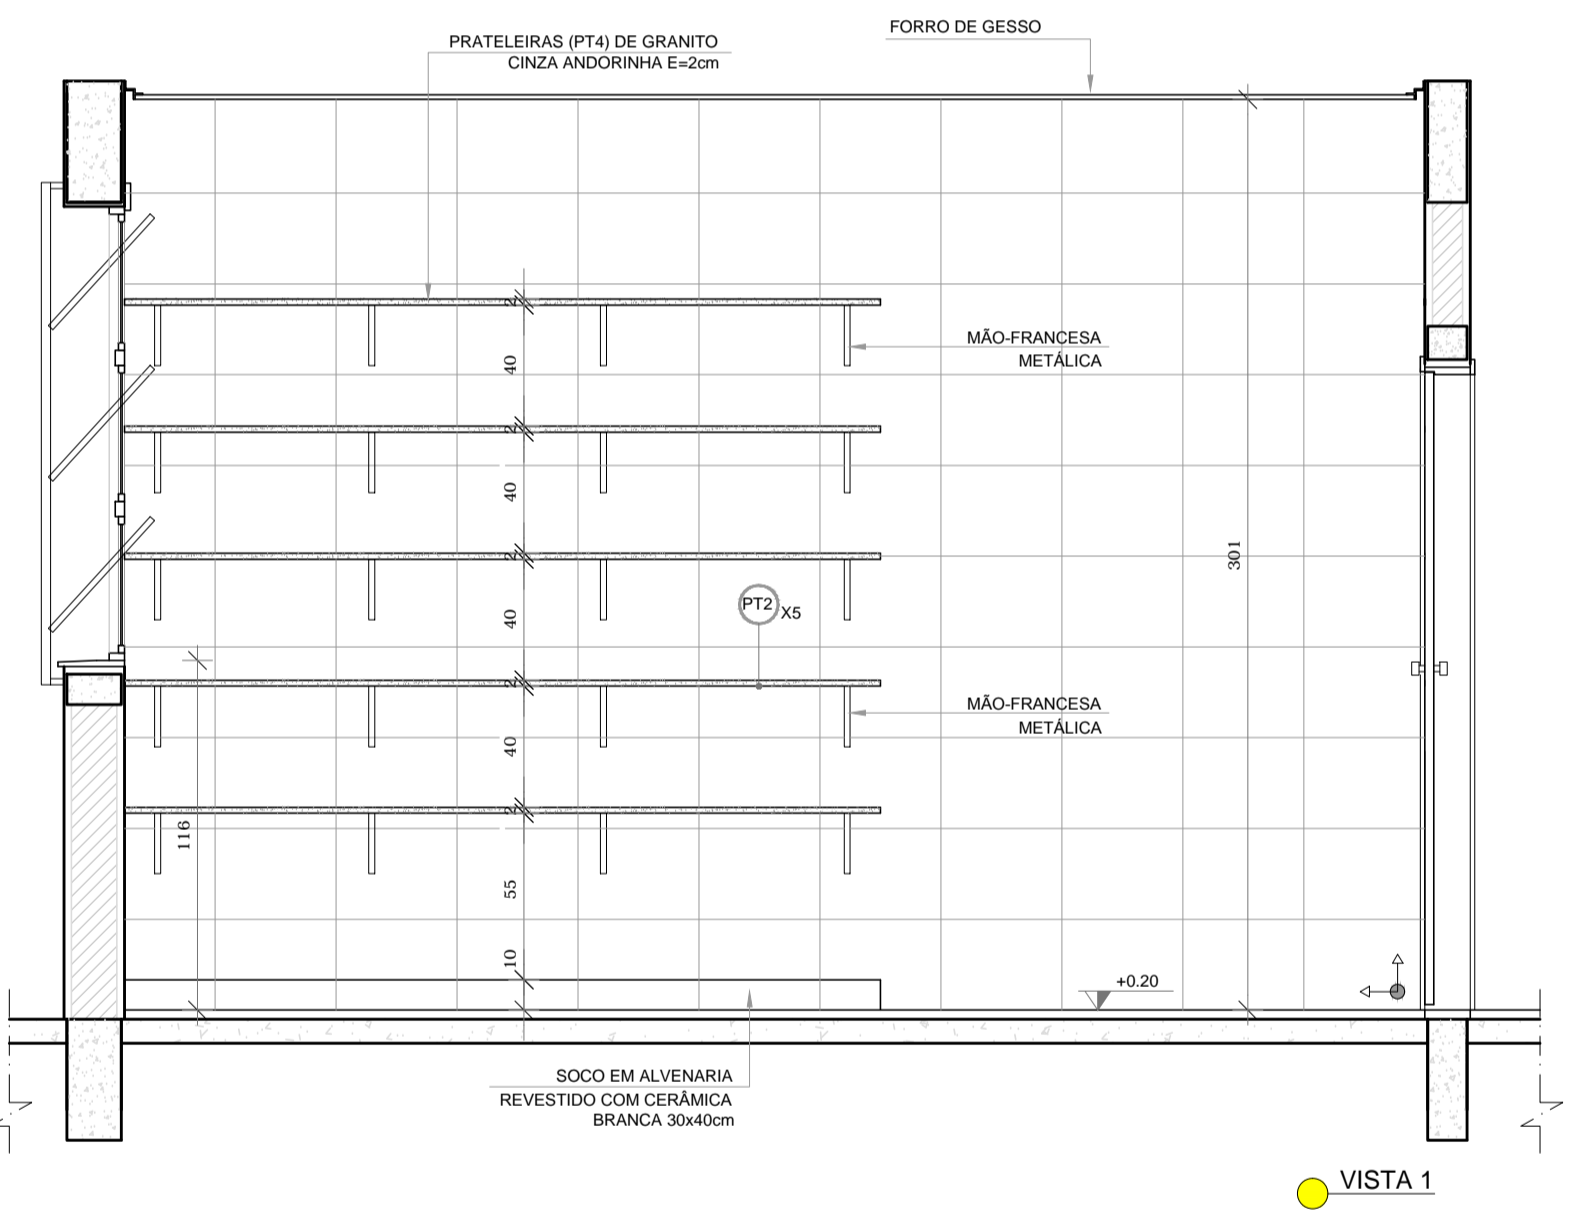 FORRO DE GESSO
PRATELEIRAS (PT4) DE GRANITO
CINZA ANDORINHA E=2cm
2
40
MÃO-FRANCESA
METÁLICA
2
40
2
40
301
PT2
X5
2
40
MÃO-FRANCESA
METÁLICA
2
116
55
10
+0.20
SOCO EM ALVENARIA
REVESTIDO COM CERÂMICA
BRANCA 30x40cm
VISTA 1